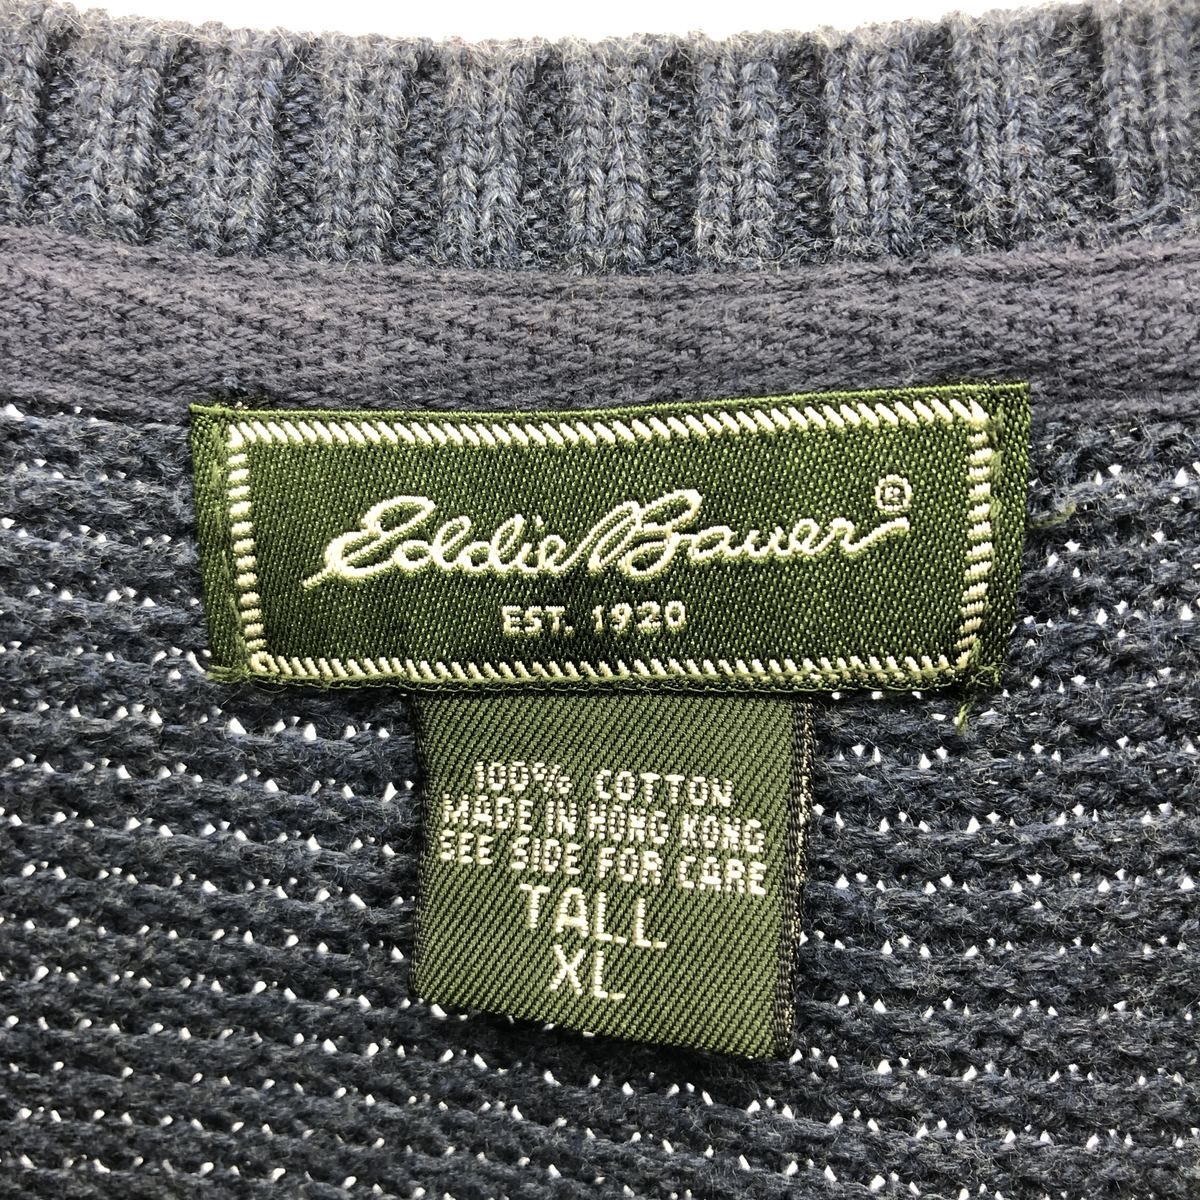 Eddie Bauer®
EST. 1920
100% COTTON
MADE IN HONG KONG
SEE SIDE FOR CARE
TALL
XL